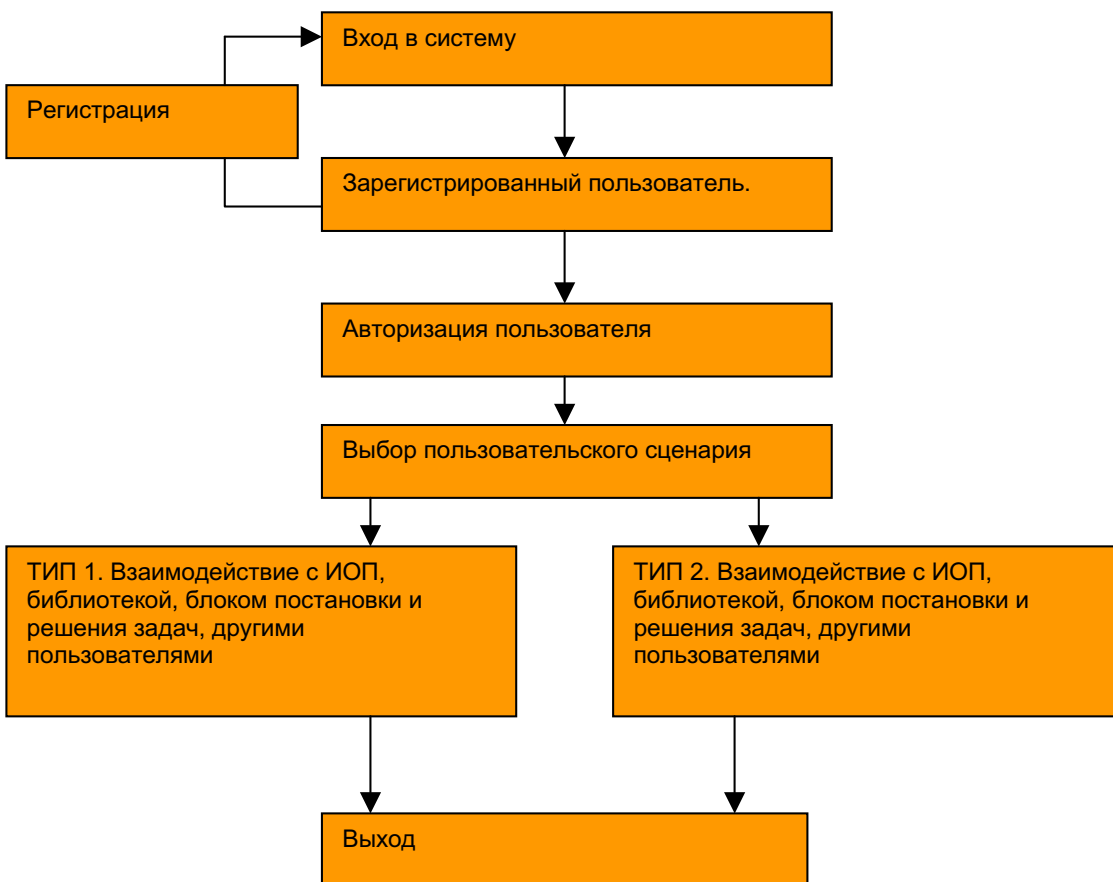 Вход в систему
Регистрация
Зарегистрированный пользователь.
Авторизация пользователя
Выбор пользовательского сценария
ТИП 1. Взаимодействие с ИОП,
библиотекой, блоком постановки и
решения задач, другими
пользователями
ТИП 2. Взаимодействие с ИОП,
библиотекой, блоком постановки и
решения задач, другими
пользователями
Выход